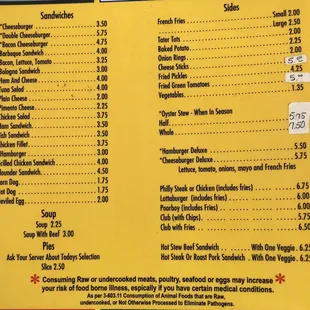 Sandwiches
*Cheeseburger 3.50
*Double Cheeseburger 5.75
*Bacon Cheeseburger 4.75
Barbeque Sandwich 4.00
Bacon, Lettuce, Tomato 3.25
Bologna Sandwich 3.00
Ham And Cheese 4.00
Tuna Salad 4.00
Plain Cheese 2.00
Pimento Cheese 2.25
Chicken Salad 3.75
Ham Sandwich 3.50
Fish Sandwich 3.50
Chicken Fillet 3.75
Hamburger 3.00
Grilled Chicken Sandwich 4.00
Flounder Sandwich 4.50
Corn Dog 1.75
Hot Dog 1.75
Deviled Egg 2.00
Soup
Soup 2.25
Soup With Beef 3.00
Pies
Ask Your Server About Todays Selection
Slice 2.50
Sides
French Fries Small 2.00
Large 2.50
Tater Tots 2.25
Baked Potato 2.00
Onion Rings
Cheese Sticks 4.25
Fried Pickles
Fried Green Tomatoes
Vegetables 1.35
*Oyster Stew - When In Season
Half 5.75
Whole 7.50
*Hamburger Deluxe 5.50
*Cheeseburger Deluxe 5.75
Lettuce, tomato, onions, mayo and French Fries
Philly Steak or Chicken (includes Fries) 6.75
Lottaburger (includes Fries) 6.25
Poorboy (includes Fries) 6.25
Club (with Chips) 5.75
Club with Fries 6.50
Hot Stew Beef Sandwich With One Veggie 6.25
Hot Steak Or Roast Pork Sandwich With One Veggie 6.25
* Consuming Raw or undercooked meats, poultry, seafood or eggs may increase *
your risk of food borne illness, espically if you have certain medical conditions.
As per 3-603.11 Consumption of Animal Foods that are Raw,
undercooked, or Not Otherwise Processed to Eliminate Pathogens.